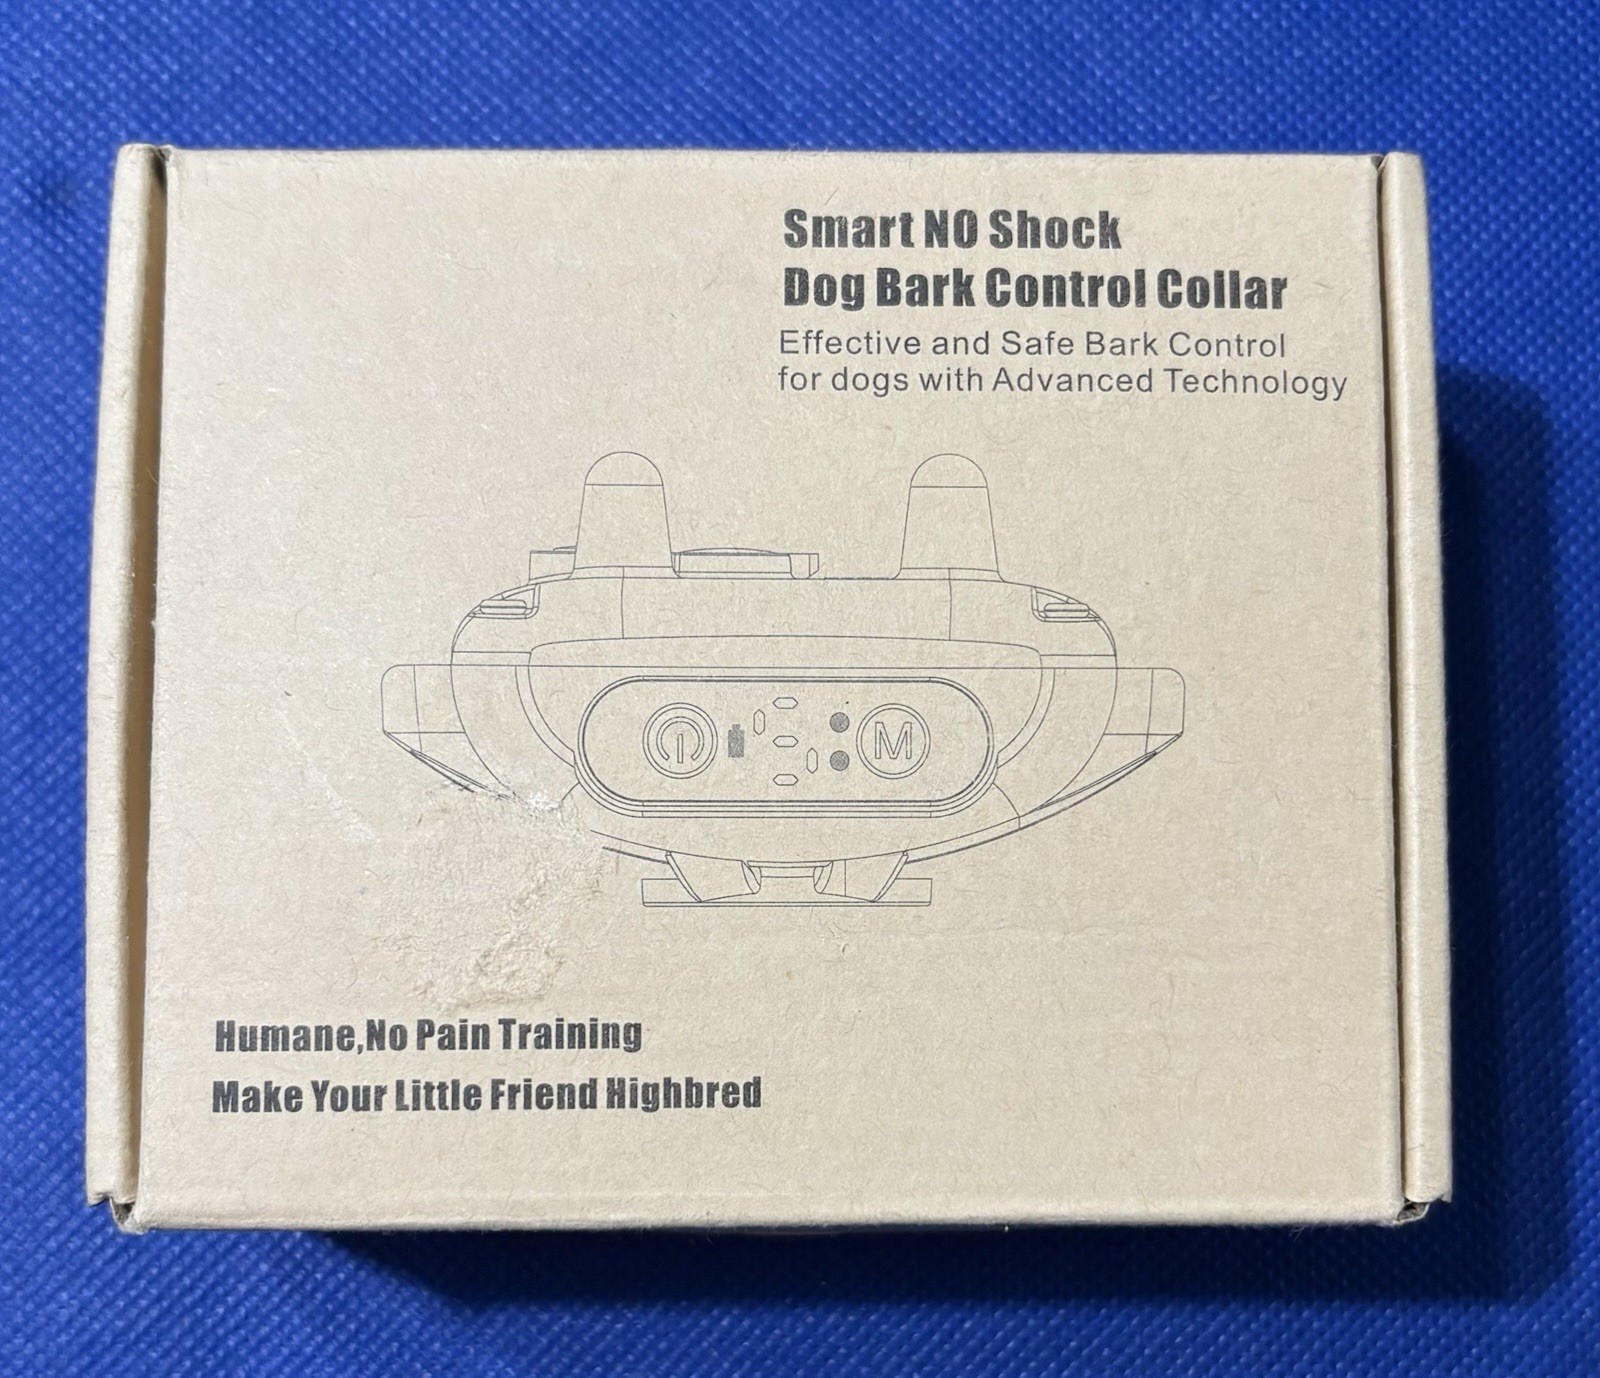 Smart NO Shock
Dog Bark Control Collar
Effective and Safe Bark Control
for dogs with Advanced Technology
M
Humane,No Pain Training
Make Your Little Friend Highbred